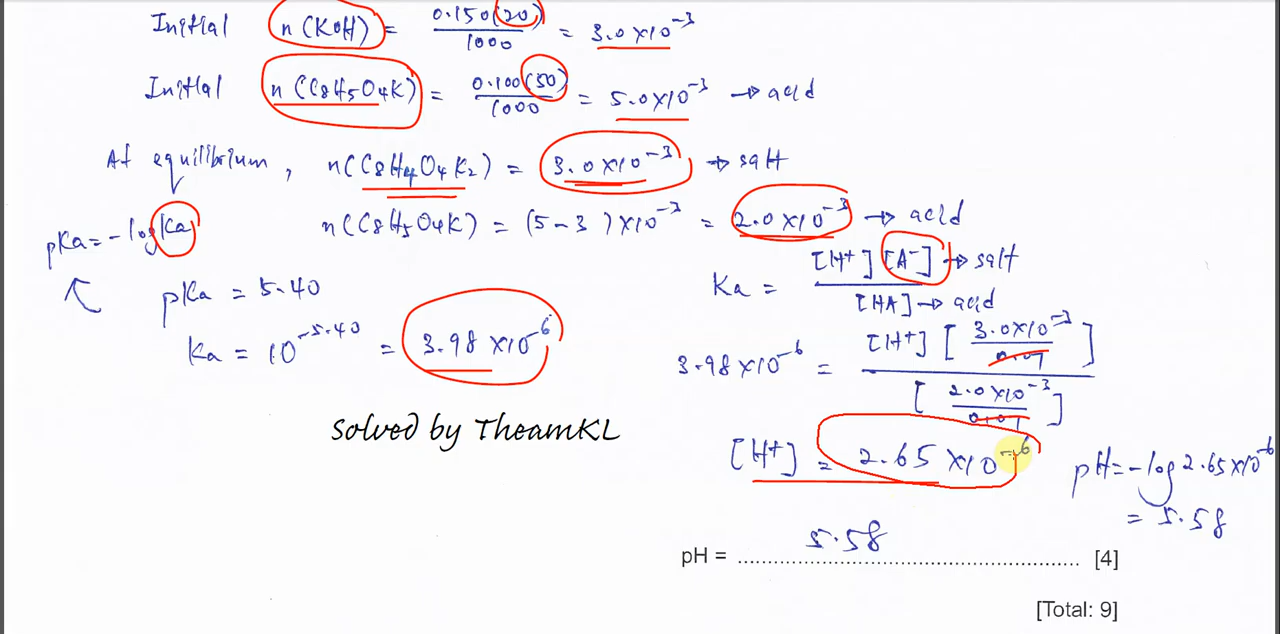 Initial n(KOH) = 0.150(20)/1000 = 3.0×10⁻³
Initial n(C8H5O4K) = 0.100(50)/1000 = 5.0×10⁻³ → acid
At equilibrium, n(C8H4O4K2) = 3.0×10⁻³ → salt
pKa = -log Ka
n(C8H5O4K) = (5-3)×10⁻³ = 2.0×10⁻³ → acid
pKa = 5.40
Ka = 10⁻⁵·⁴⁰ = 3.98×10⁻⁶
Ka = [H⁺][A⁻] → salt / [HA] → acid
3.98×10⁻⁶ = [H⁺][3.0×10⁻³/0.07] / [2.0×10⁻³/0.07]
solved by TheamKL
[H⁺] = 2.65×10⁻⁶
pH = -log 2.65×10⁻⁶
= 5.58
pH = 5.58 [4]
[Total: 9]